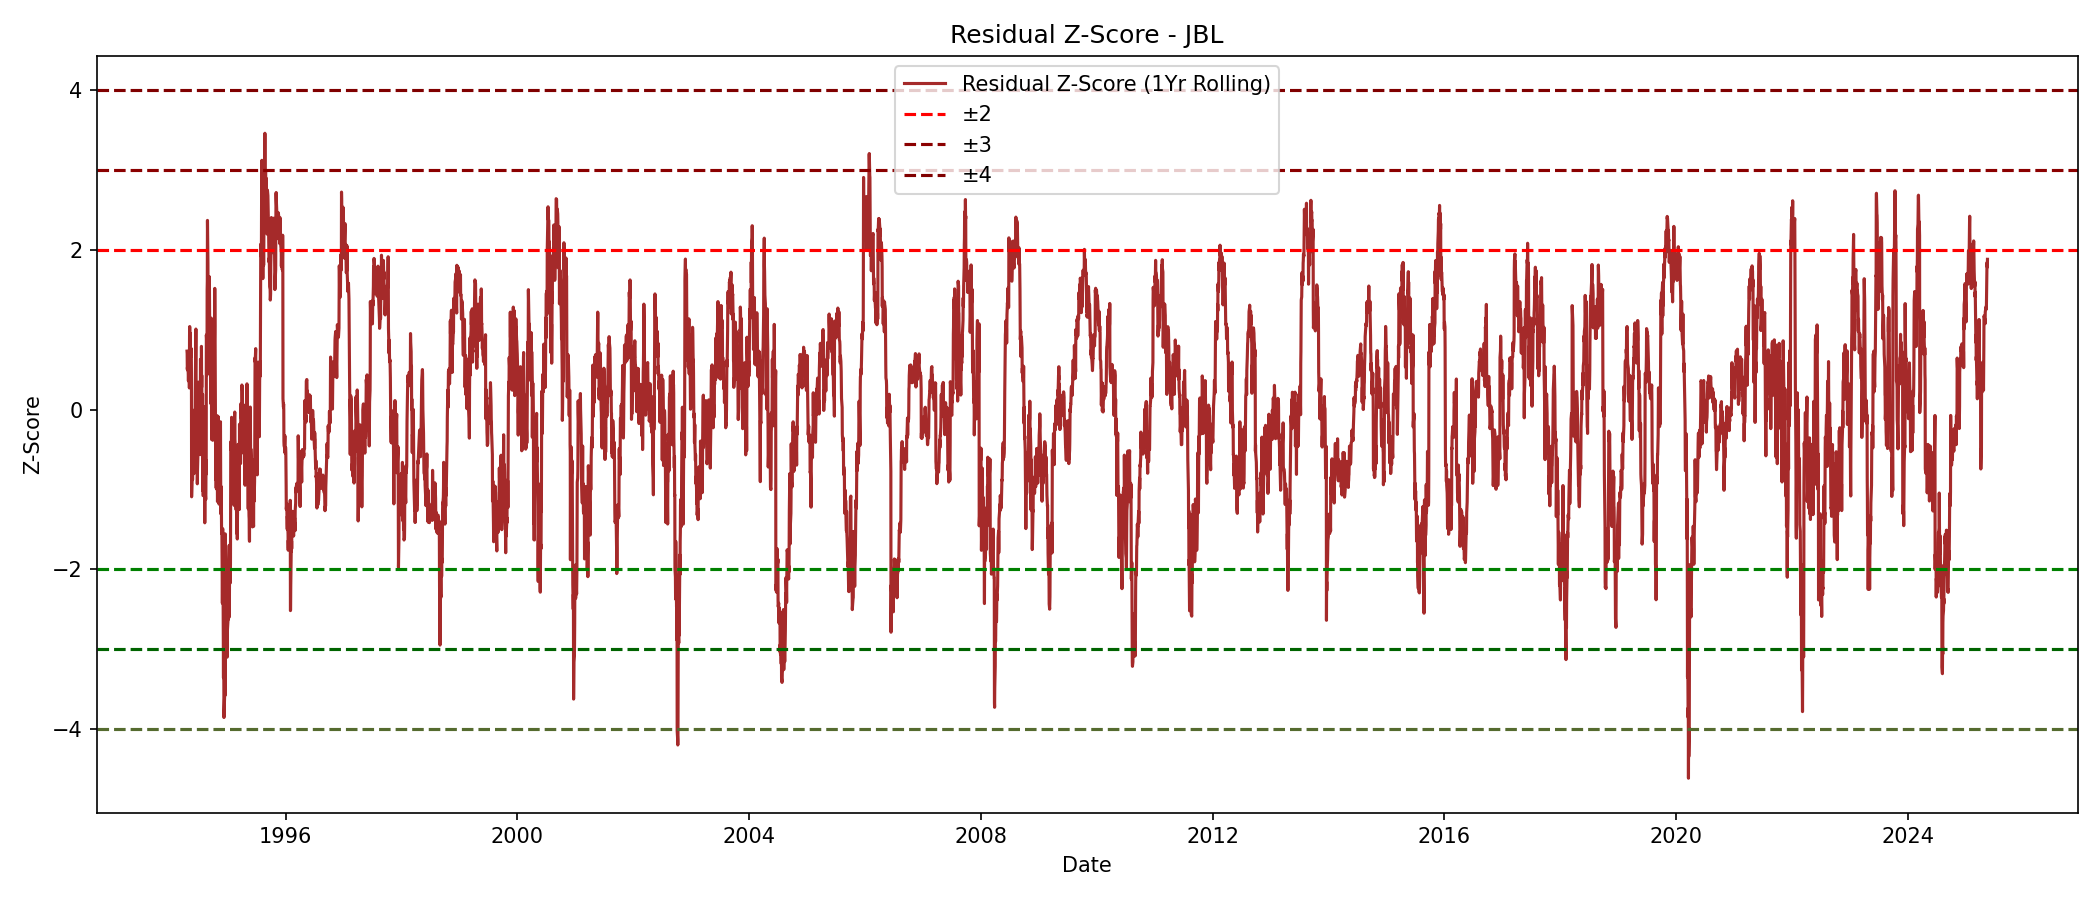 Residual Z-Score - JBL
Residual Z-Score (1Yr Rolling)
±2
±3
±4
Z-Score
4
2
0
−2
−4
1996 2000 2004 2008 2012 2016 2020 2024
Date